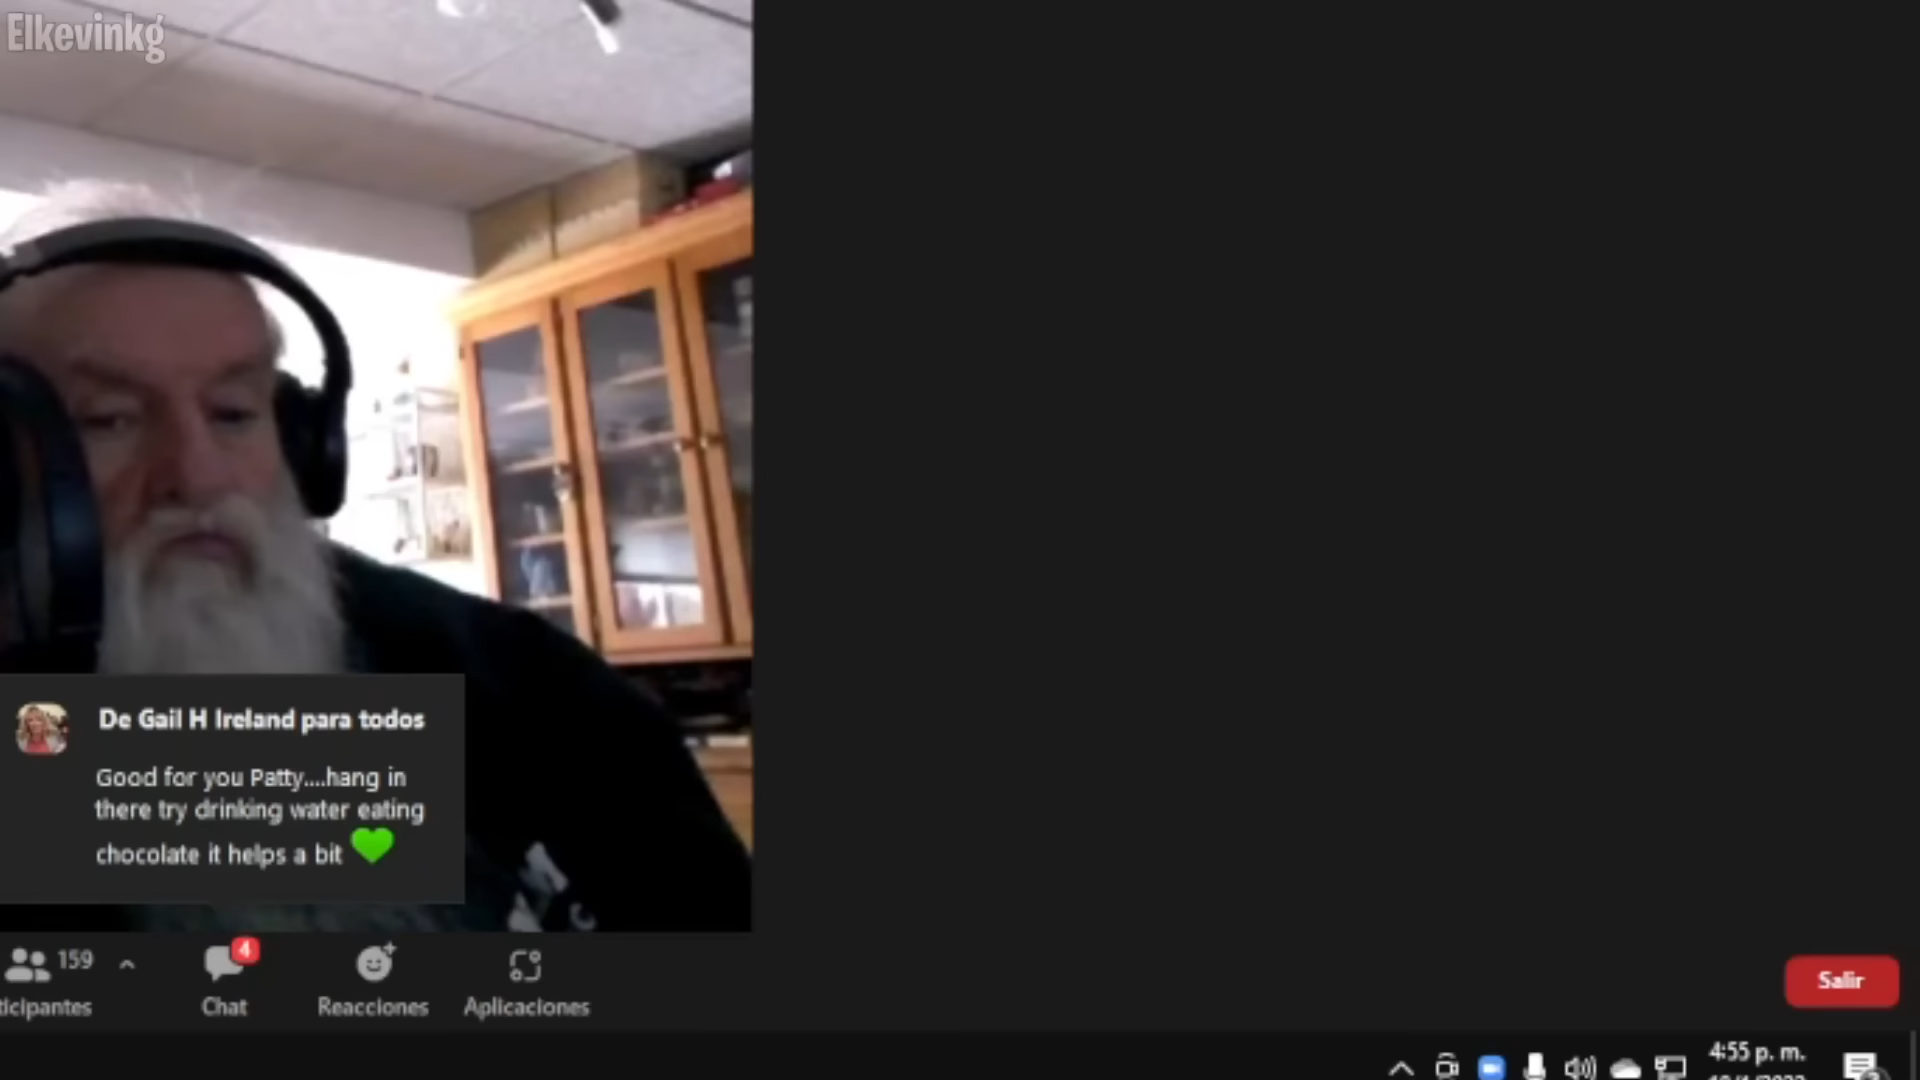 Elkevinkg
De Gail H Ireland para todos
Good for you Patty....hang in
there try drinking water eating
chocolate it helps a bit 💚
159
4
ticipantes
Chat
Reacciones
Aplicaciones
Salir
4:55 p. m.